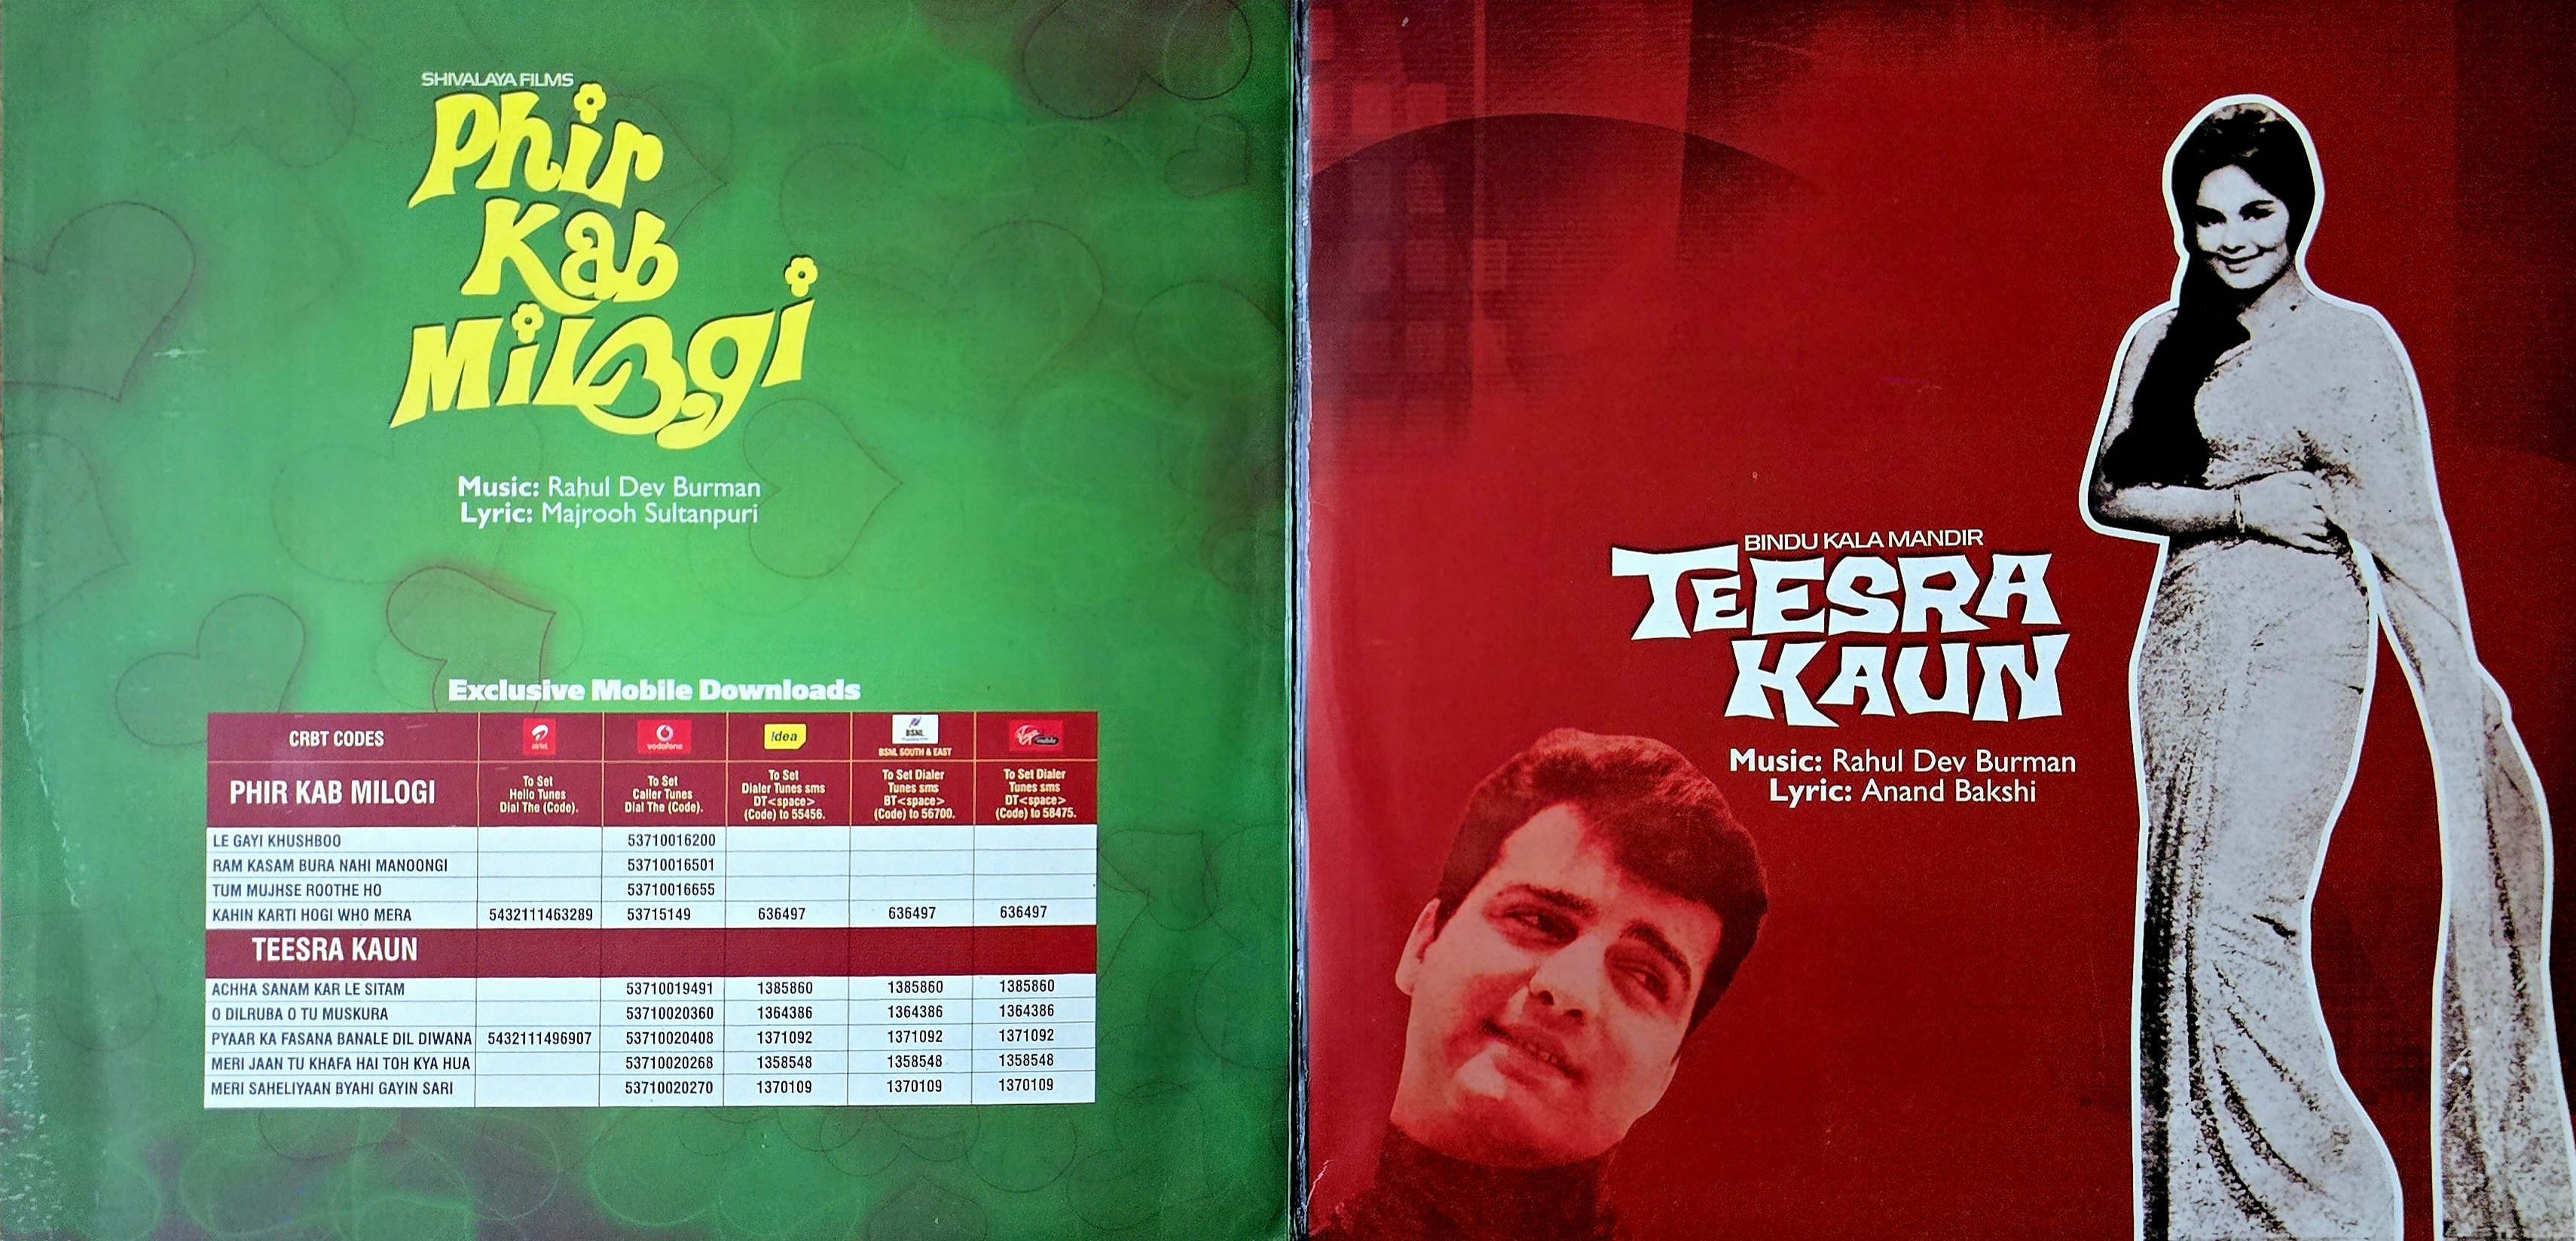 SHIVALAYA FILMS
Phir
Kab
Milogi
Music: Rahul Dev Burman
Lyric: Majrooh Sultanpuri
Exclusive Mobile Downloads
CRBT CODES airtel vodafone !dea BSNL BSNL SOUTH & EAST Virgin mobile
PHIR KAB MILOGI
To Set
Hello Tunes
Dial The (Code).
To Set
Caller Tunes
Dial The (Code).
To Set
Dialer Tunes sms
DT<space>
(Code) to 55456.
To Set Dialer
Tunes sms
BT<space>
(Code) to 56700.
To Set Dialer
Tunes sms
DT<space>
(Code) to 58475.
LE GAYI KHUSHBOO 53710016200
RAM KASAM BURA NAHI MANOONGI 53710016501
TUM MUJHSE ROOTHE HO 53710016655
KAHIN KARTI HOGI WHO MERA 5432111463289 53715149 636497 636497 636497
TEESRA KAUN
ACHHA SANAM KAR LE SITAM 53710019491 1385860 1385860 1385860
O DILRUBA O TU MUSKURA 53710020360 1364386 1364386 1364386
PYAAR KA FASANA BANALE DIL DIWANA 5432111496907 53710020408 1371092 1371092 1371092
MERI JAAN TU KHAFA HAI TOH KYA HUA 53710020268 1358548 1358548 1358548
MERI SAHELIYAAN BYAHI GAYIN SARI 53710020270 1370109 1370109 1370109
BINDU KALA MANDIR
TEESRA
KAUN
Music: Rahul Dev Burman
Lyric: Anand Bakshi